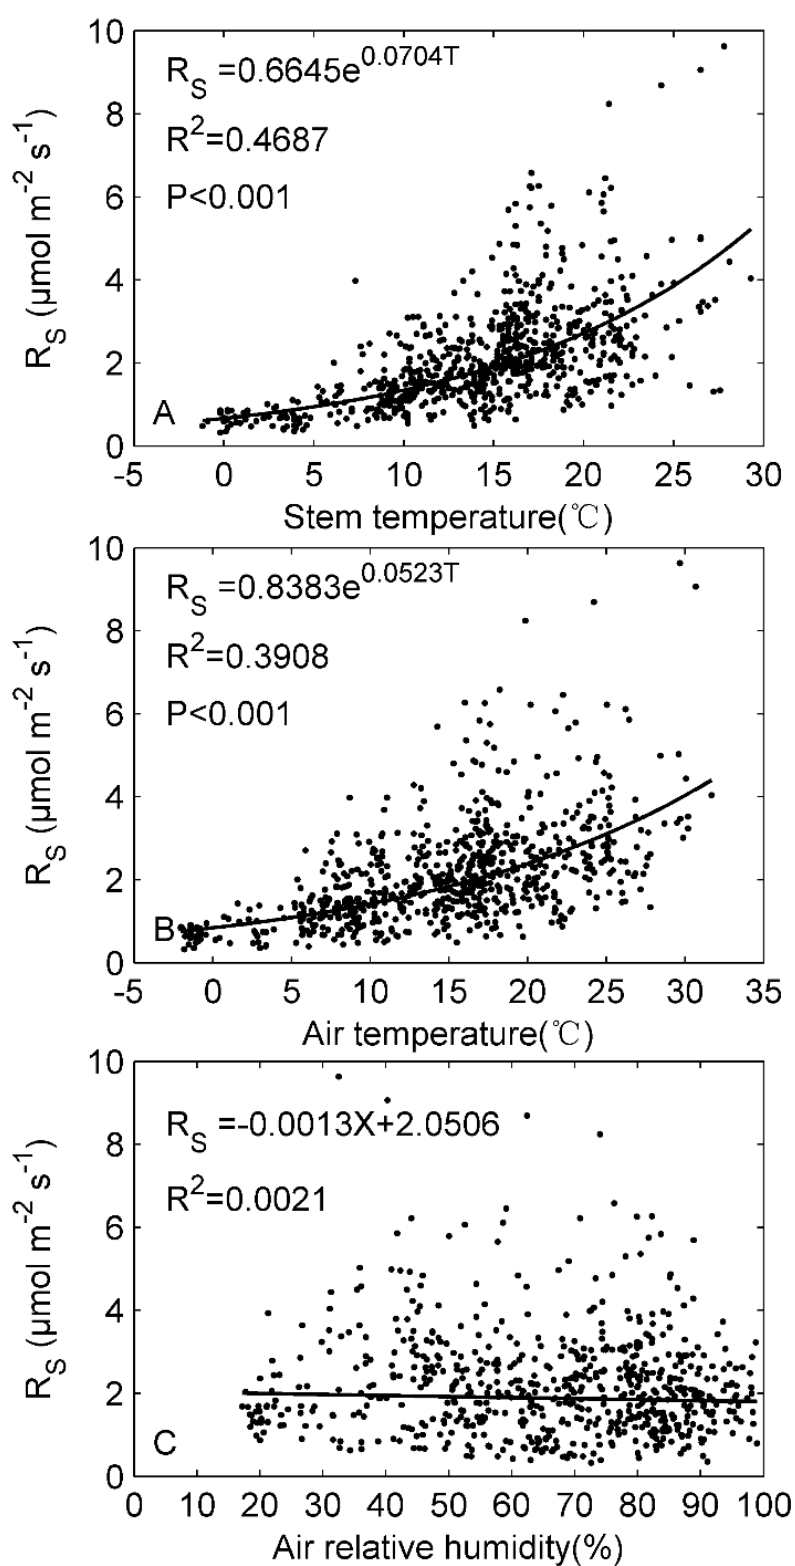 10
8
6
4
2
0
R_S (μmol m^-2 s^-1)
R_S =0.6645e^0.0704T
R^2=0.4687
P<0.001
A
-5 0 5 10 15 20 25 30
Stem temperature(℃)
10
8
6
4
2
0
R_S (μmol m^-2 s^-1)
R_S =0.8383e^0.0523T
R^2=0.3908
P<0.001
B
-5 0 5 10 15 20 25 30 35
Air temperature(℃)
10
8
6
4
2
0
R_S (μmol m^-2 s^-1)
R_S =-0.0013X+2.0506
R^2=0.0021
C
0 10 20 30 40 50 60 70 80 90 100
Air relative humidity(%)